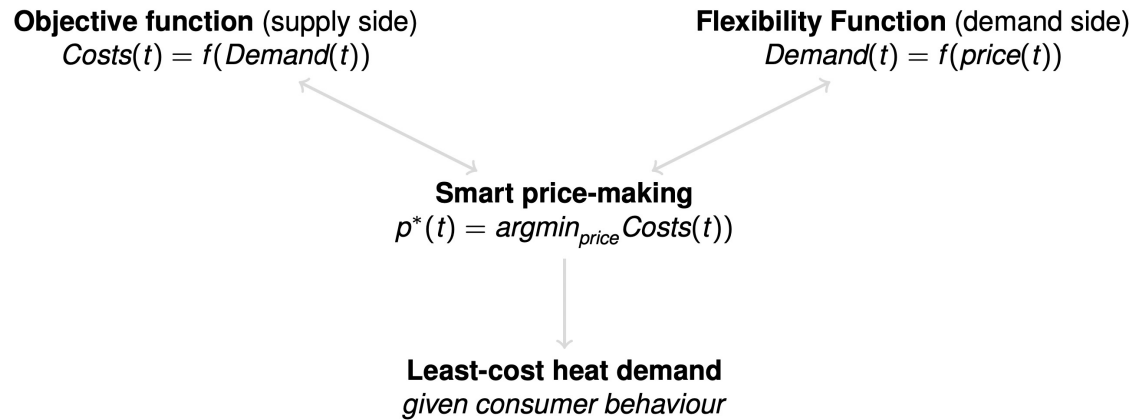 Objective function (supply side)
Costs(t) = f(Demand(t))
Flexibility Function (demand side)
Demand(t) = f(price(t))
Smart price-making
p*(t) = argmin_price Costs(t))
Least-cost heat demand
given consumer behaviour